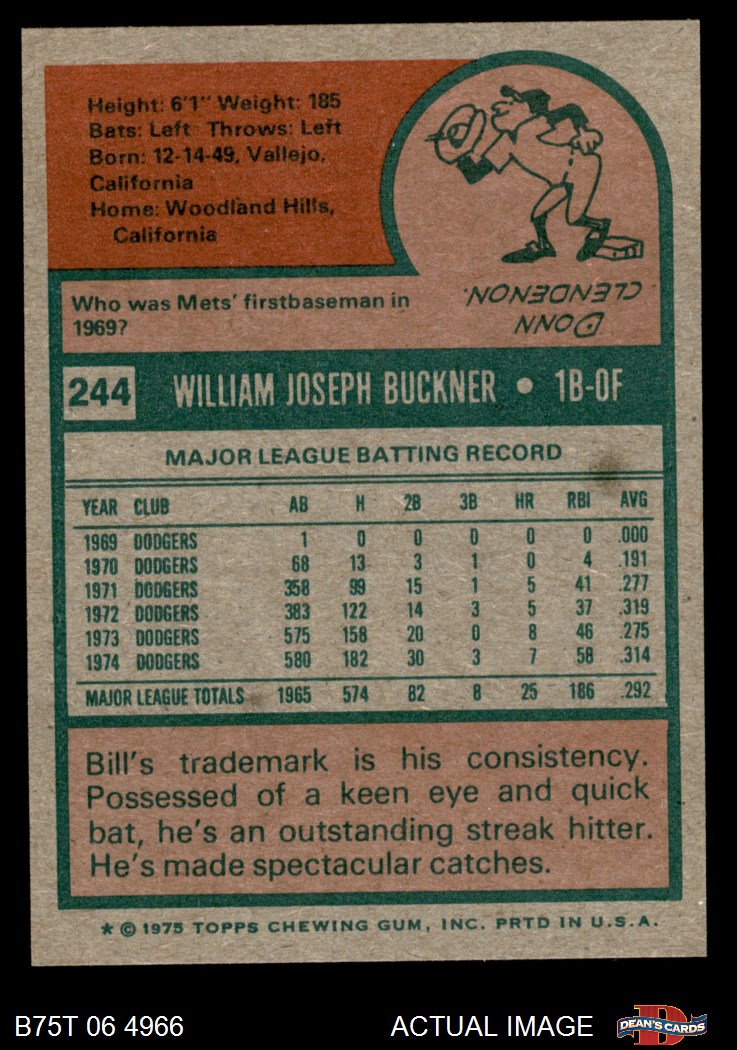 Height: 6'1" Weight: 185
Bats: Left Throws: Left
Born: 12-14-49, Vallejo,
California
Home: Woodland Hills,
California
Who was Mets' firstbaseman in
1969?
DONN
CLENDENON.
244 WILLIAM JOSEPH BUCKNER • 1B-OF
MAJOR LEAGUE BATTING RECORD
YEAR CLUB AB H 2B 3B HR RBI AVG
1969 DODGERS 1 0 0 0 0 0 .000
1970 DODGERS 68 13 3 1 0 4 .191
1971 DODGERS 358 99 15 1 5 41 .277
1972 DODGERS 383 122 14 3 5 37 .319
1973 DODGERS 575 158 20 0 8 46 .275
1974 DODGERS 580 182 30 3 7 58 .314
MAJOR LEAGUE TOTALS 1965 574 82 8 25 186 .292
Bill's trademark is his consistency.
Possessed of a keen eye and quick
bat, he's an outstanding streak hitter.
He's made spectacular catches.
* © 1975 TOPPS CHEWING GUM, INC. PRTD IN U.S.A.
B75T 06 4966 ACTUAL IMAGE DEAN'S CARDS